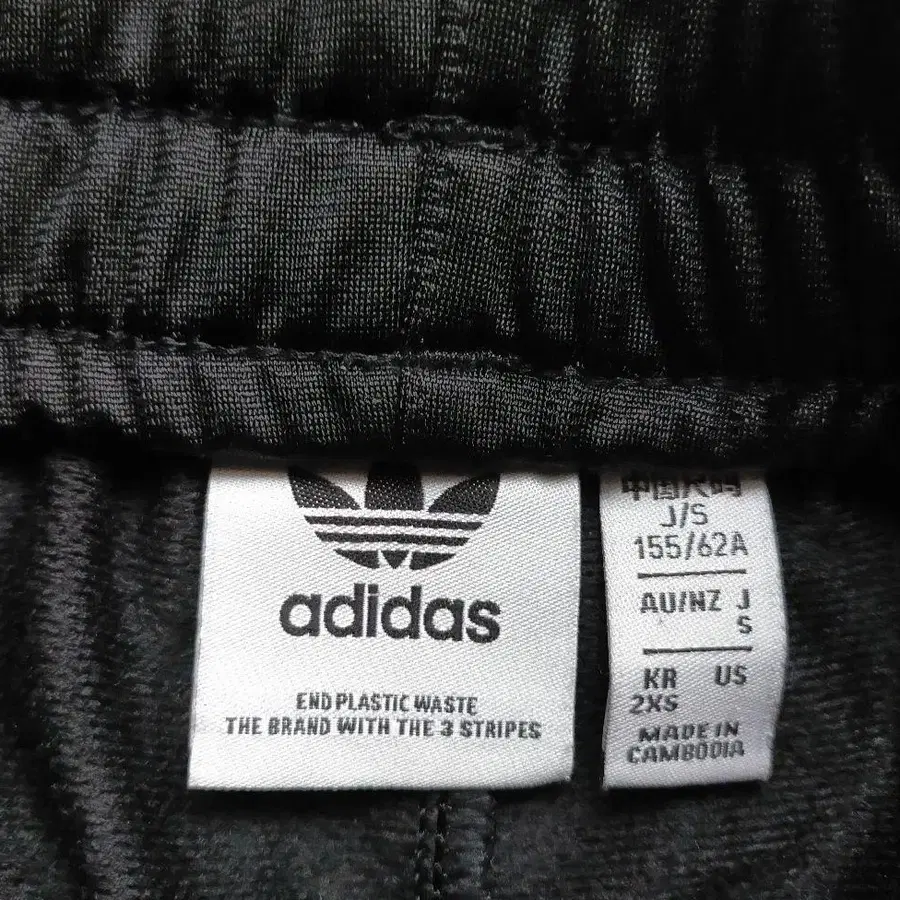 adidas
END PLASTIC WASTE
THE BRAND WITH THE 3 STRIPES
中国尺码
J/S
155/62A
AU/NZ J
S
KR US
2XS
MADE IN
CAMBODIA